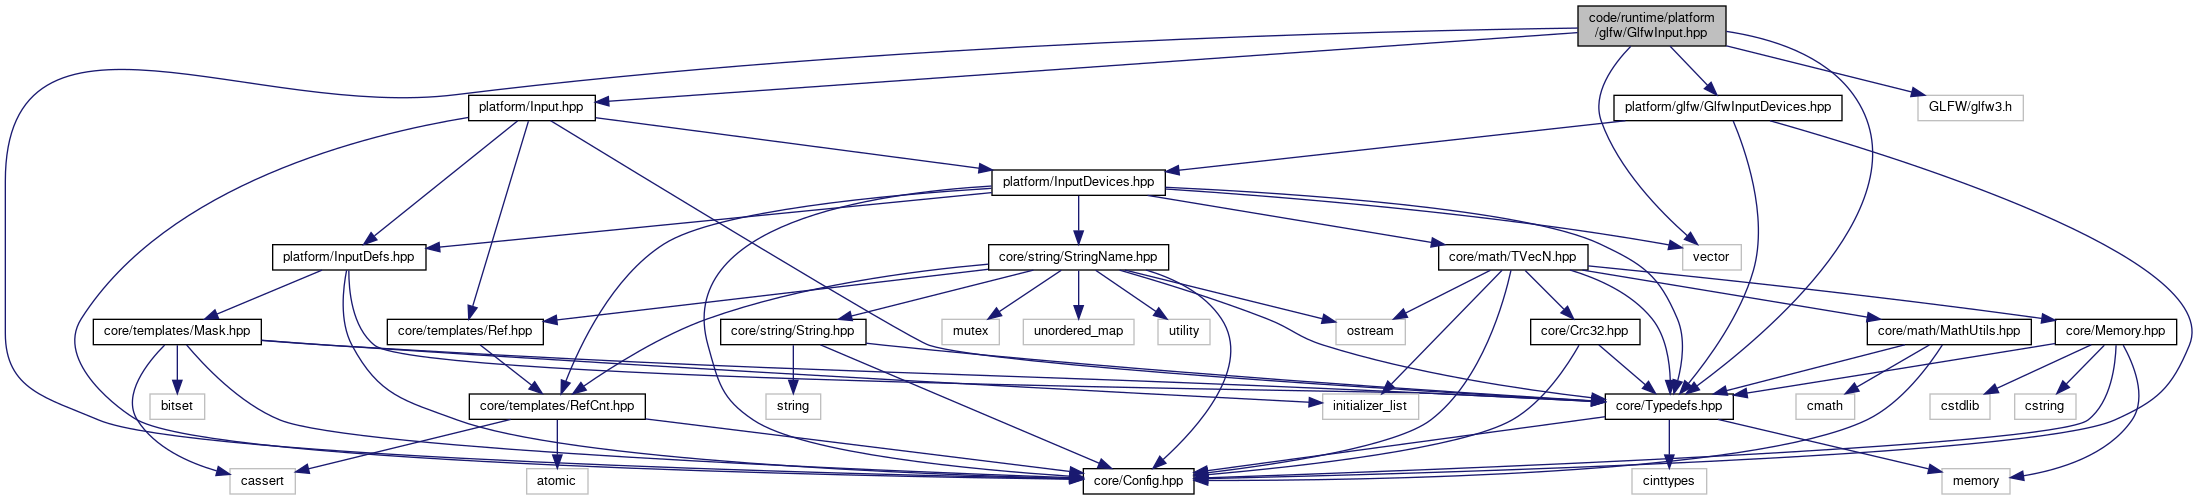 code/runtime/platform
/glfw/GlfwInput.hpp
platform/Input.hpp
platform/glfw/GlfwInputDevices.hpp
GLFW/glfw3.h
platform/InputDevices.hpp
platform/InputDefs.hpp
core/string/StringName.hpp
core/math/TVecN.hpp
vector
core/templates/Mask.hpp
core/templates/Ref.hpp
core/string/String.hpp
mutex
unordered_map
utility
ostream
core/Crc32.hpp
core/math/MathUtils.hpp
core/Memory.hpp
bitset
core/templates/RefCnt.hpp
string
initializer_list
core/Typedefs.hpp
cmath
cstdlib
cstring
cassert
atomic
core/Config.hpp
cinttypes
memory